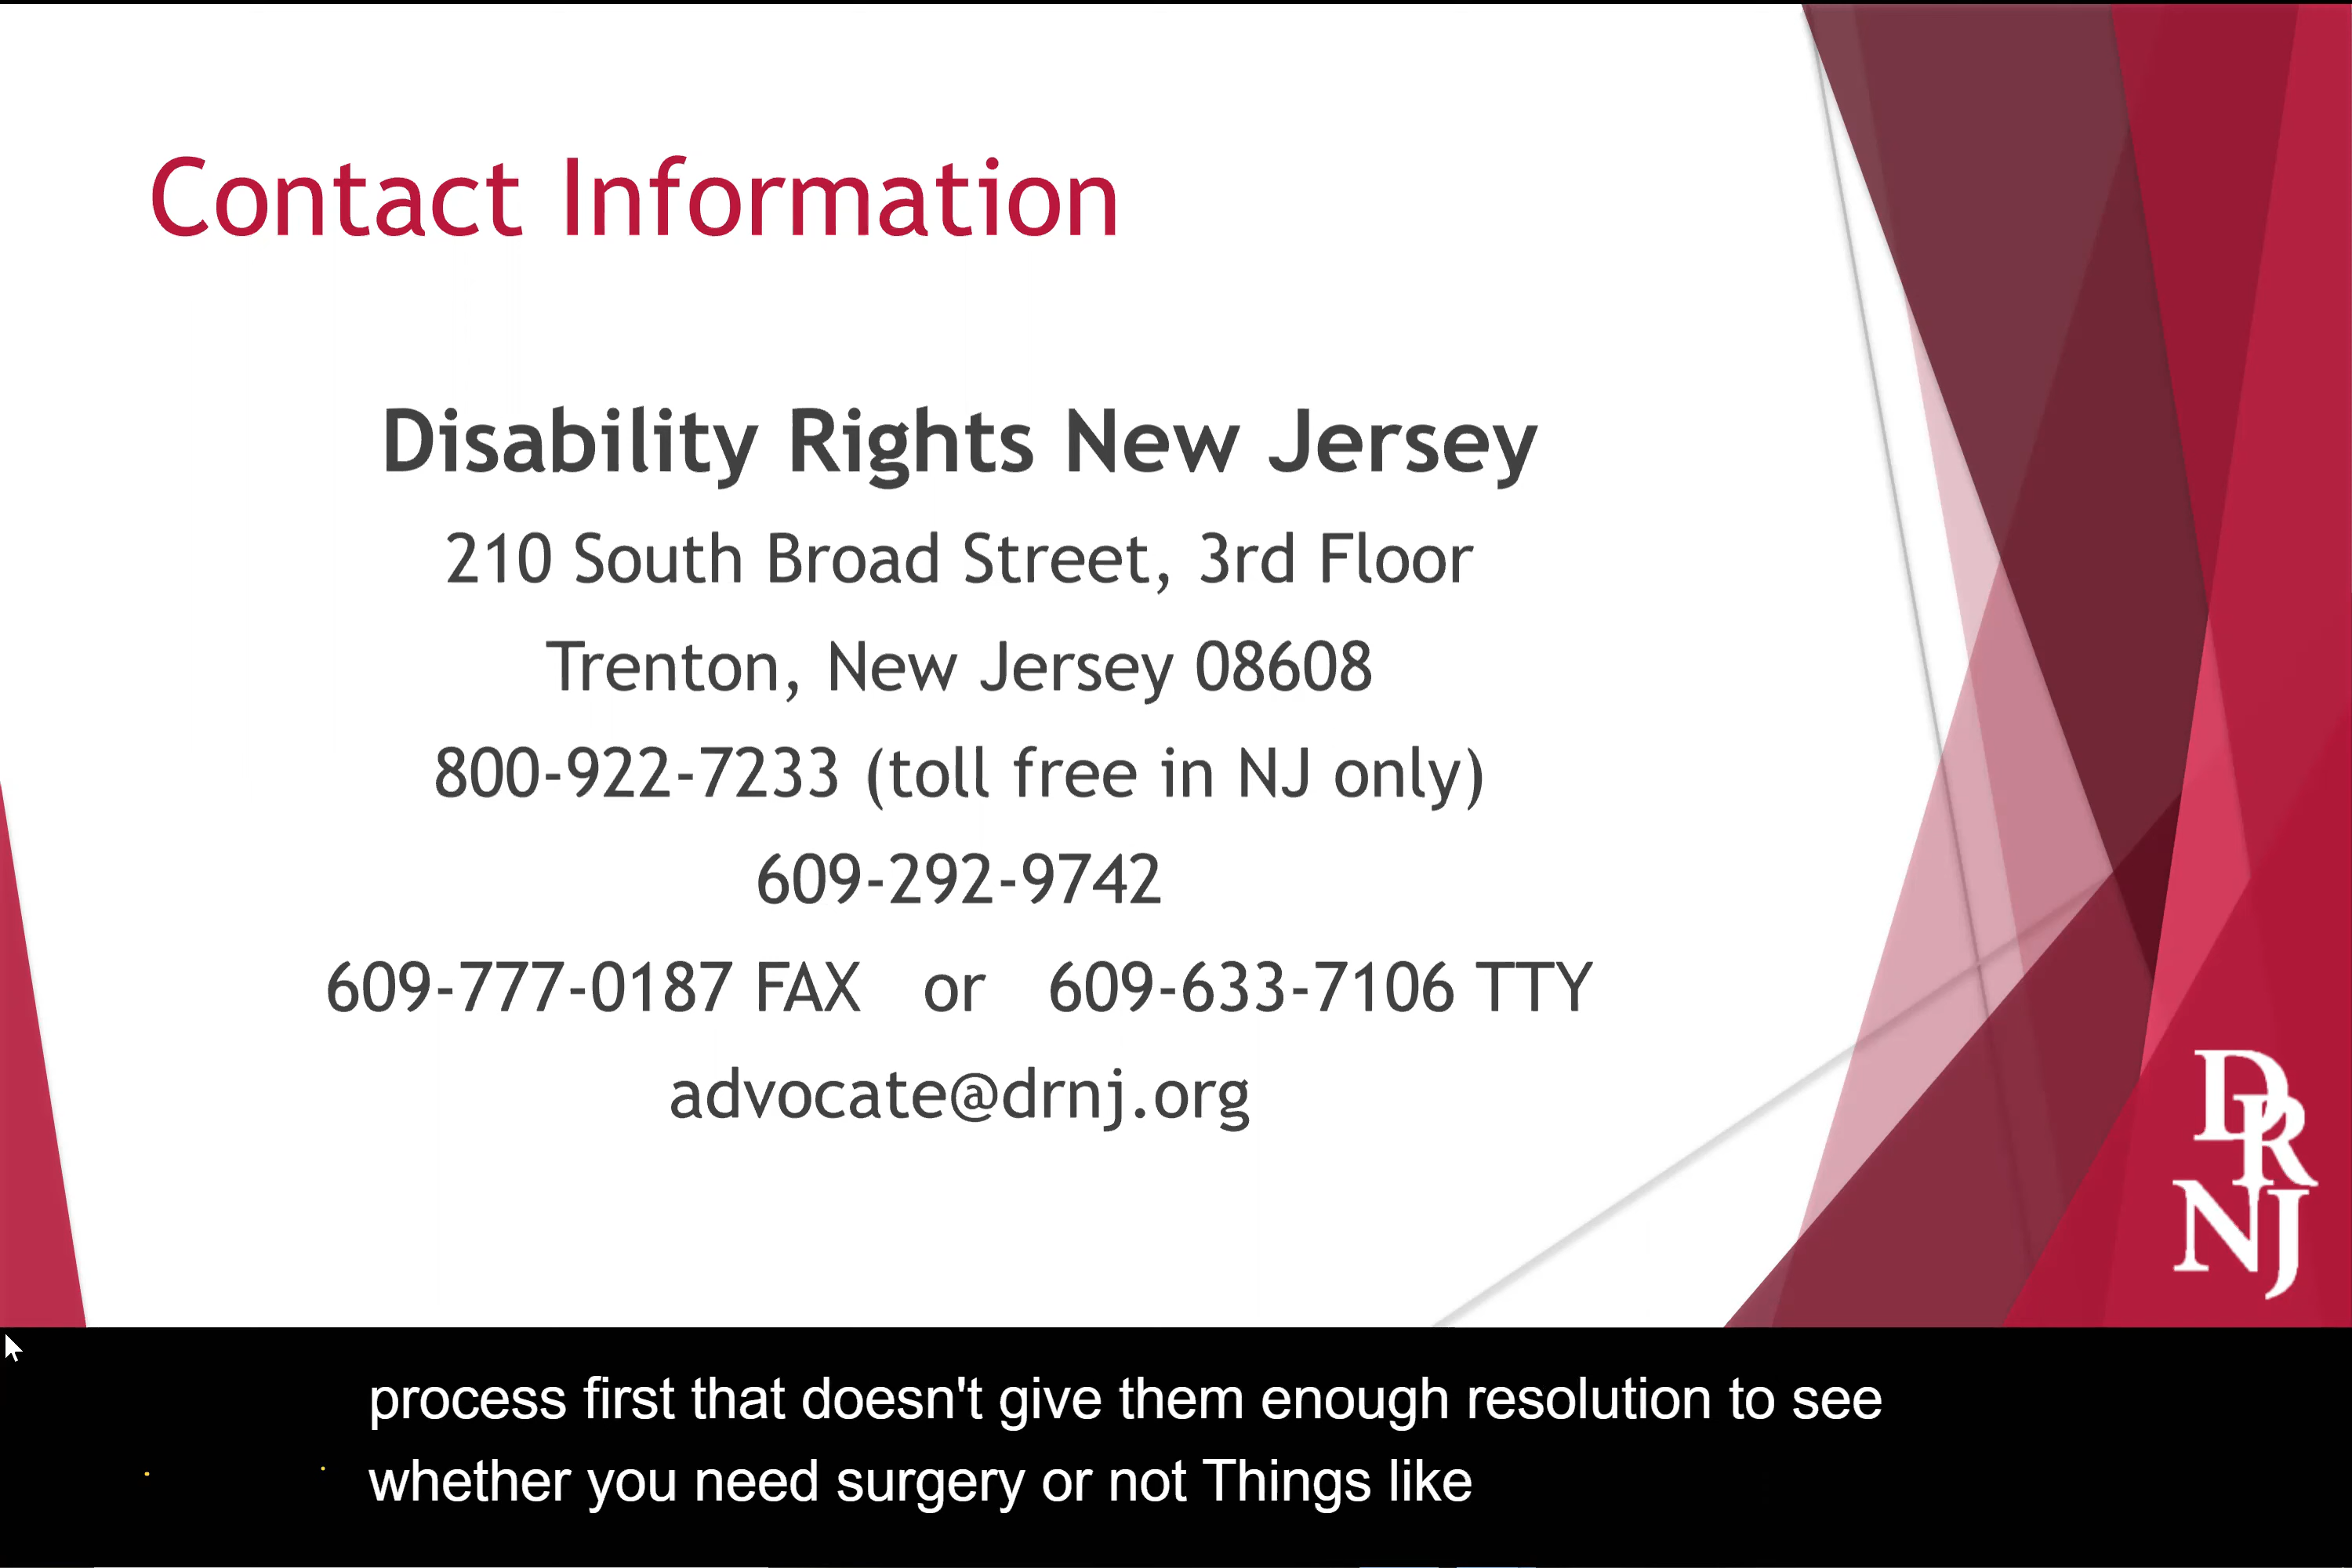 Contact Information
Disability Rights New Jersey
210 South Broad Street, 3rd Floor
Trenton, New Jersey 08608
800-922-7233 (toll free in NJ only)
609-292-9742
609-777-0187 FAX or 609-633-7106 TTY
advocate@drnj.org
DR
NJ
process first that doesn't give them enough resolution to see
whether you need surgery or not Things like